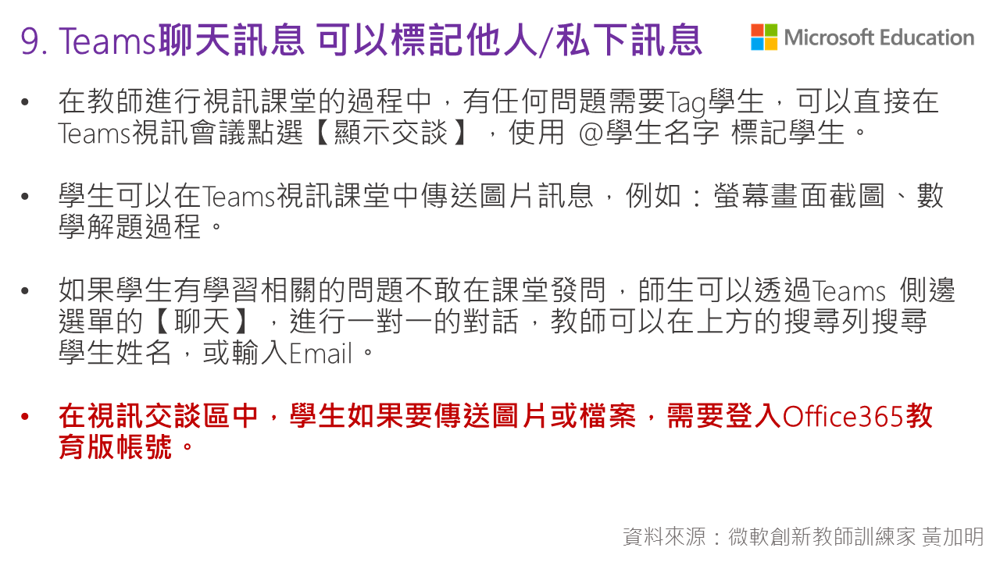 9. Teams聊天訊息 可以標記他人/私下訊息
Microsoft Education
• 在教師進行視訊課堂的過程中，有任何問題需要Tag學生，可以直接在
Teams視訊會議點選【顯示交談】，使用 @學生名字 標記學生。
• 學生可以在Teams視訊課堂中傳送圖片訊息，例如：螢幕畫面截圖、數
學解題過程。
• 如果學生有學習相關的問題不敢在課堂發問，師生可以透過Teams 側邊
選單的【聊天】，進行一對一的對話，教師可以在上方的搜尋列搜尋
學生姓名，或輸入Email。
• 在視訊交談區中，學生如果要傳送圖片或檔案，需要登入Office365教
育版帳號。
資料來源：微軟創新教師訓練家 黃加明